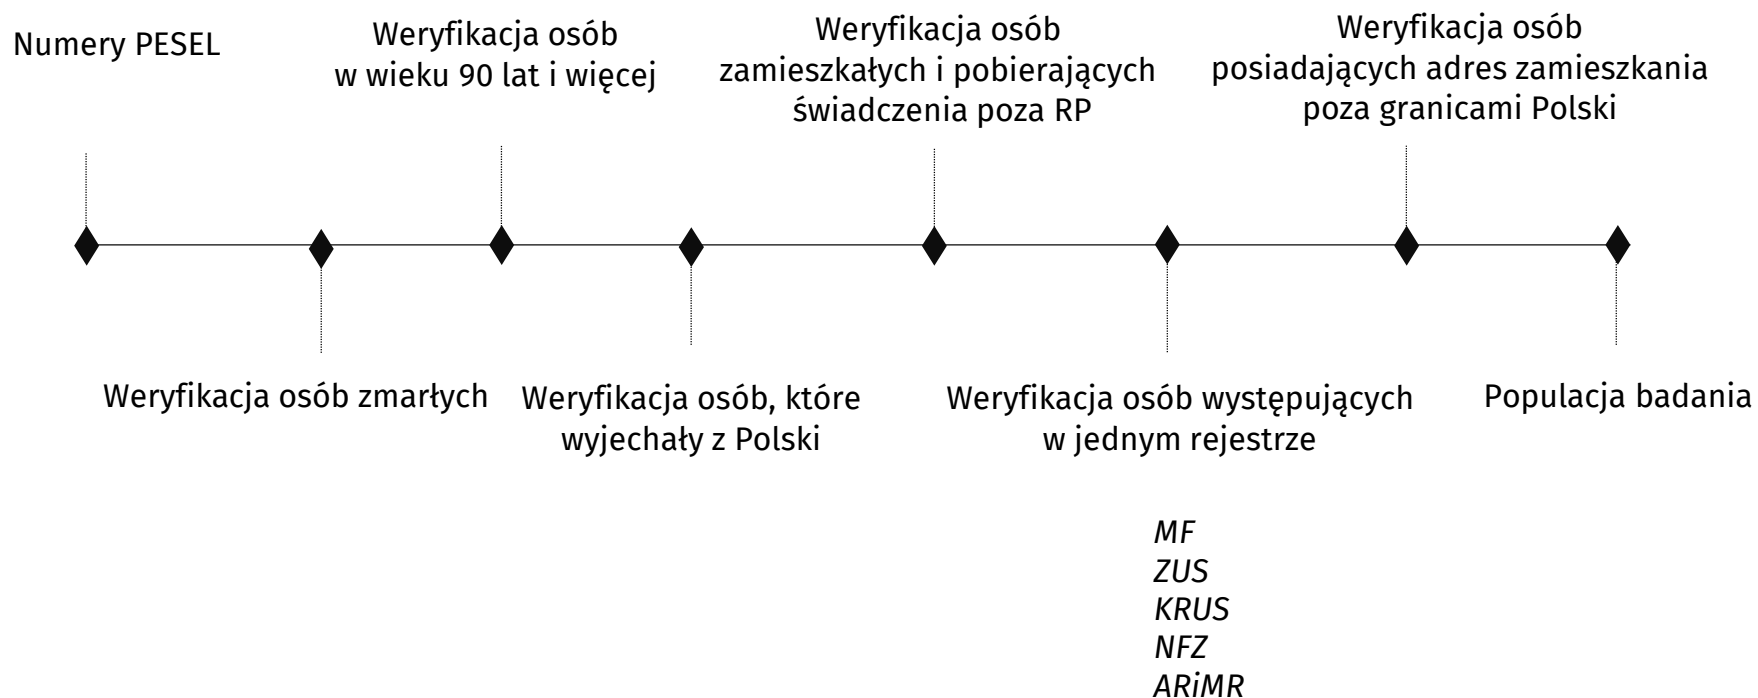 Numery PESEL
Weryfikacja osób
w wieku 90 lat i więcej
Weryfikacja osób
zamieszkałych i pobierających
świadczenia poza RP
Weryfikacja osób
posiadających adres zamieszkania
poza granicami Polski
Weryfikacja osób zmarłych
Weryfikacja osób, które
wyjechały z Polski
Weryfikacja osób występujących
w jednym rejestrze
Populacja badania
MF
ZUS
KRUS
NFZ
ARiMR